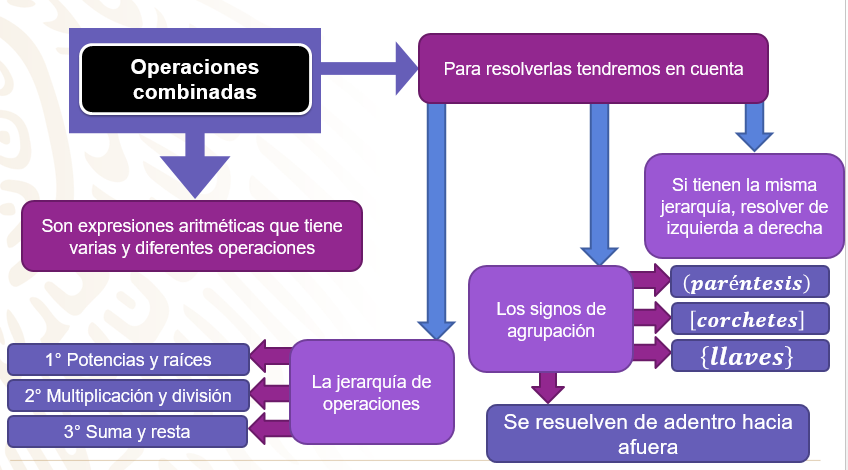 Operaciones
combinadas
Para resolverlas tendremos en cuenta
Son expresiones aritméticas que tiene
varias y diferentes operaciones
Si tienen la misma
jerarquía, resolver de
izquierda a derecha
Los signos de
agrupación
(paréntesis)
[corchetes]
{llaves}
Se resuelven de adentro hacia
afuera
La jerarquía de
operaciones
1° Potencias y raíces
2° Multiplicación y división
3° Suma y resta